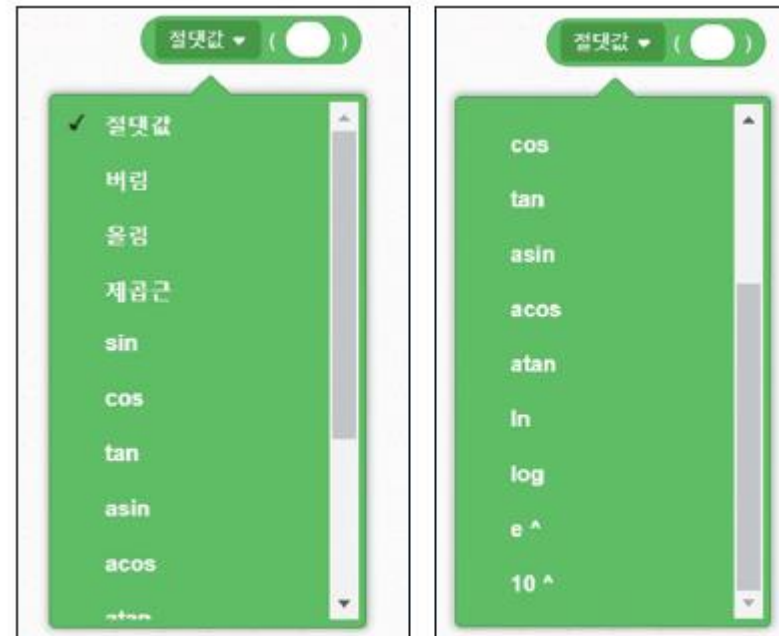 절댓값 ( )
절댓값
버림
올림
제곱근
sin
cos
tan
asin
acos
atan
절댓값 ( )
cos
tan
asin
acos
atan
ln
log
e ^
10 ^